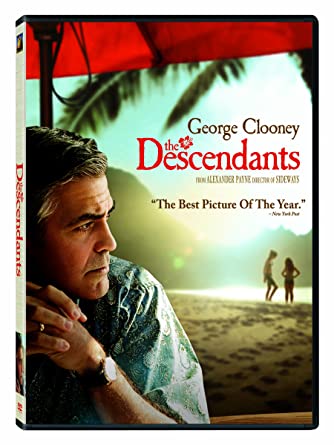 George Clooney
the
Descendants
FROM ALEXANDER PAYNE DIRECTOR OF SIDEWAYS
"The Best Picture Of The Year."
– New York Post
the Descendants